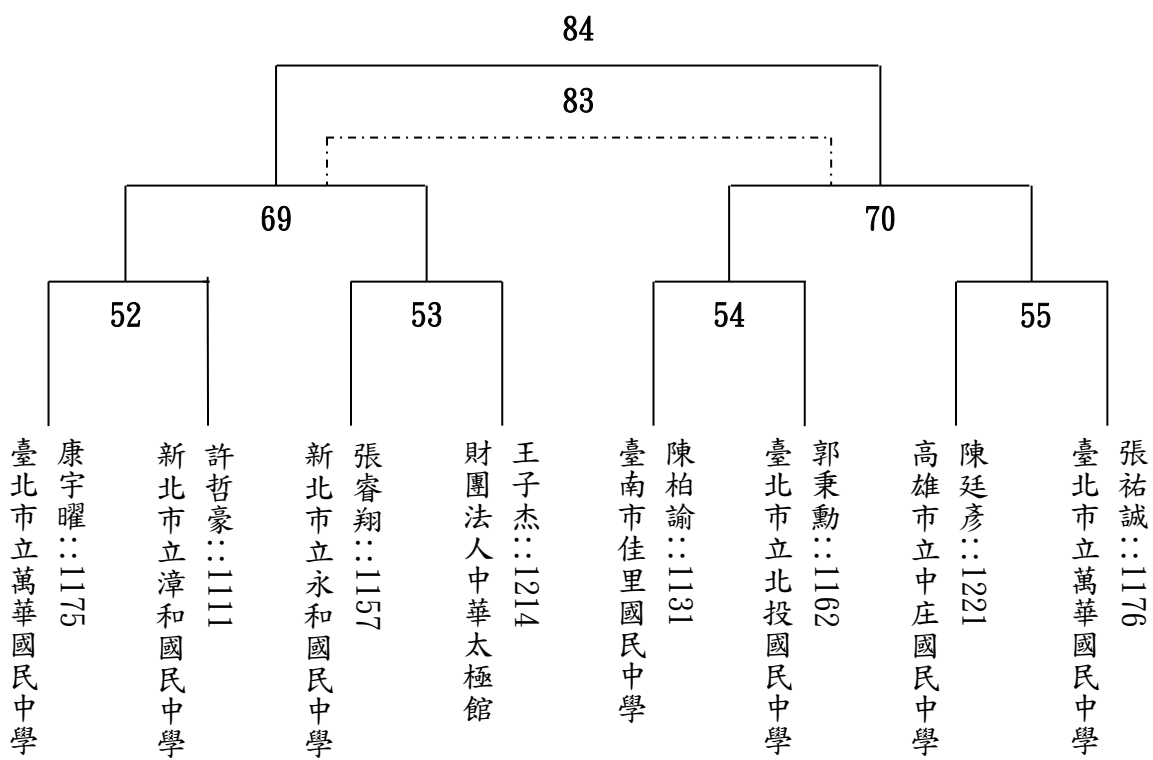 84
83
69
70
52
53
54
55
康宇曜::1175
臺北市立萬華國民中學
許哲豪::1111
新北市立漳和國民中學
張睿翔::1157
新北市立永和國民中學
王子杰::1214
財團法人中華太極館
陳柏諭::1131
臺南市佳里國民中學
郭秉勳::1162
臺北市立北投國民中學
陳廷彥::1221
高雄市立中庄國民中學
張祐誠::1176
臺北市立萬華國民中學